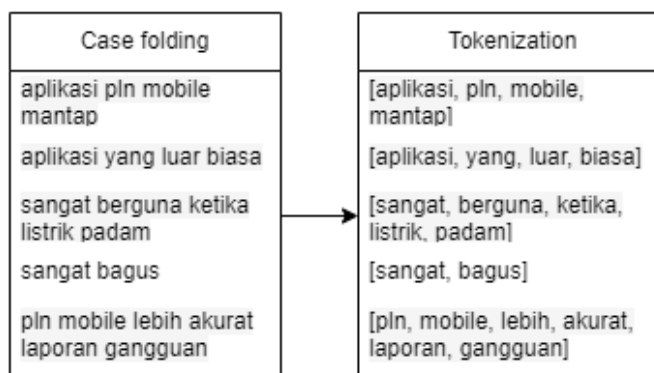 Case folding
aplikasi pln mobile
mantap
aplikasi yang luar biasa
sangat berguna ketika
listrik padam
sangat bagus
pln mobile lebih akurat
laporan gangguan
Tokenization
[aplikasi, pln, mobile,
mantap]
[aplikasi, yang, luar, biasa]
[sangat, berguna, ketika,
listrik, padam]
[sangat, bagus]
[pln, mobile, lebih, akurat,
laporan, gangguan]